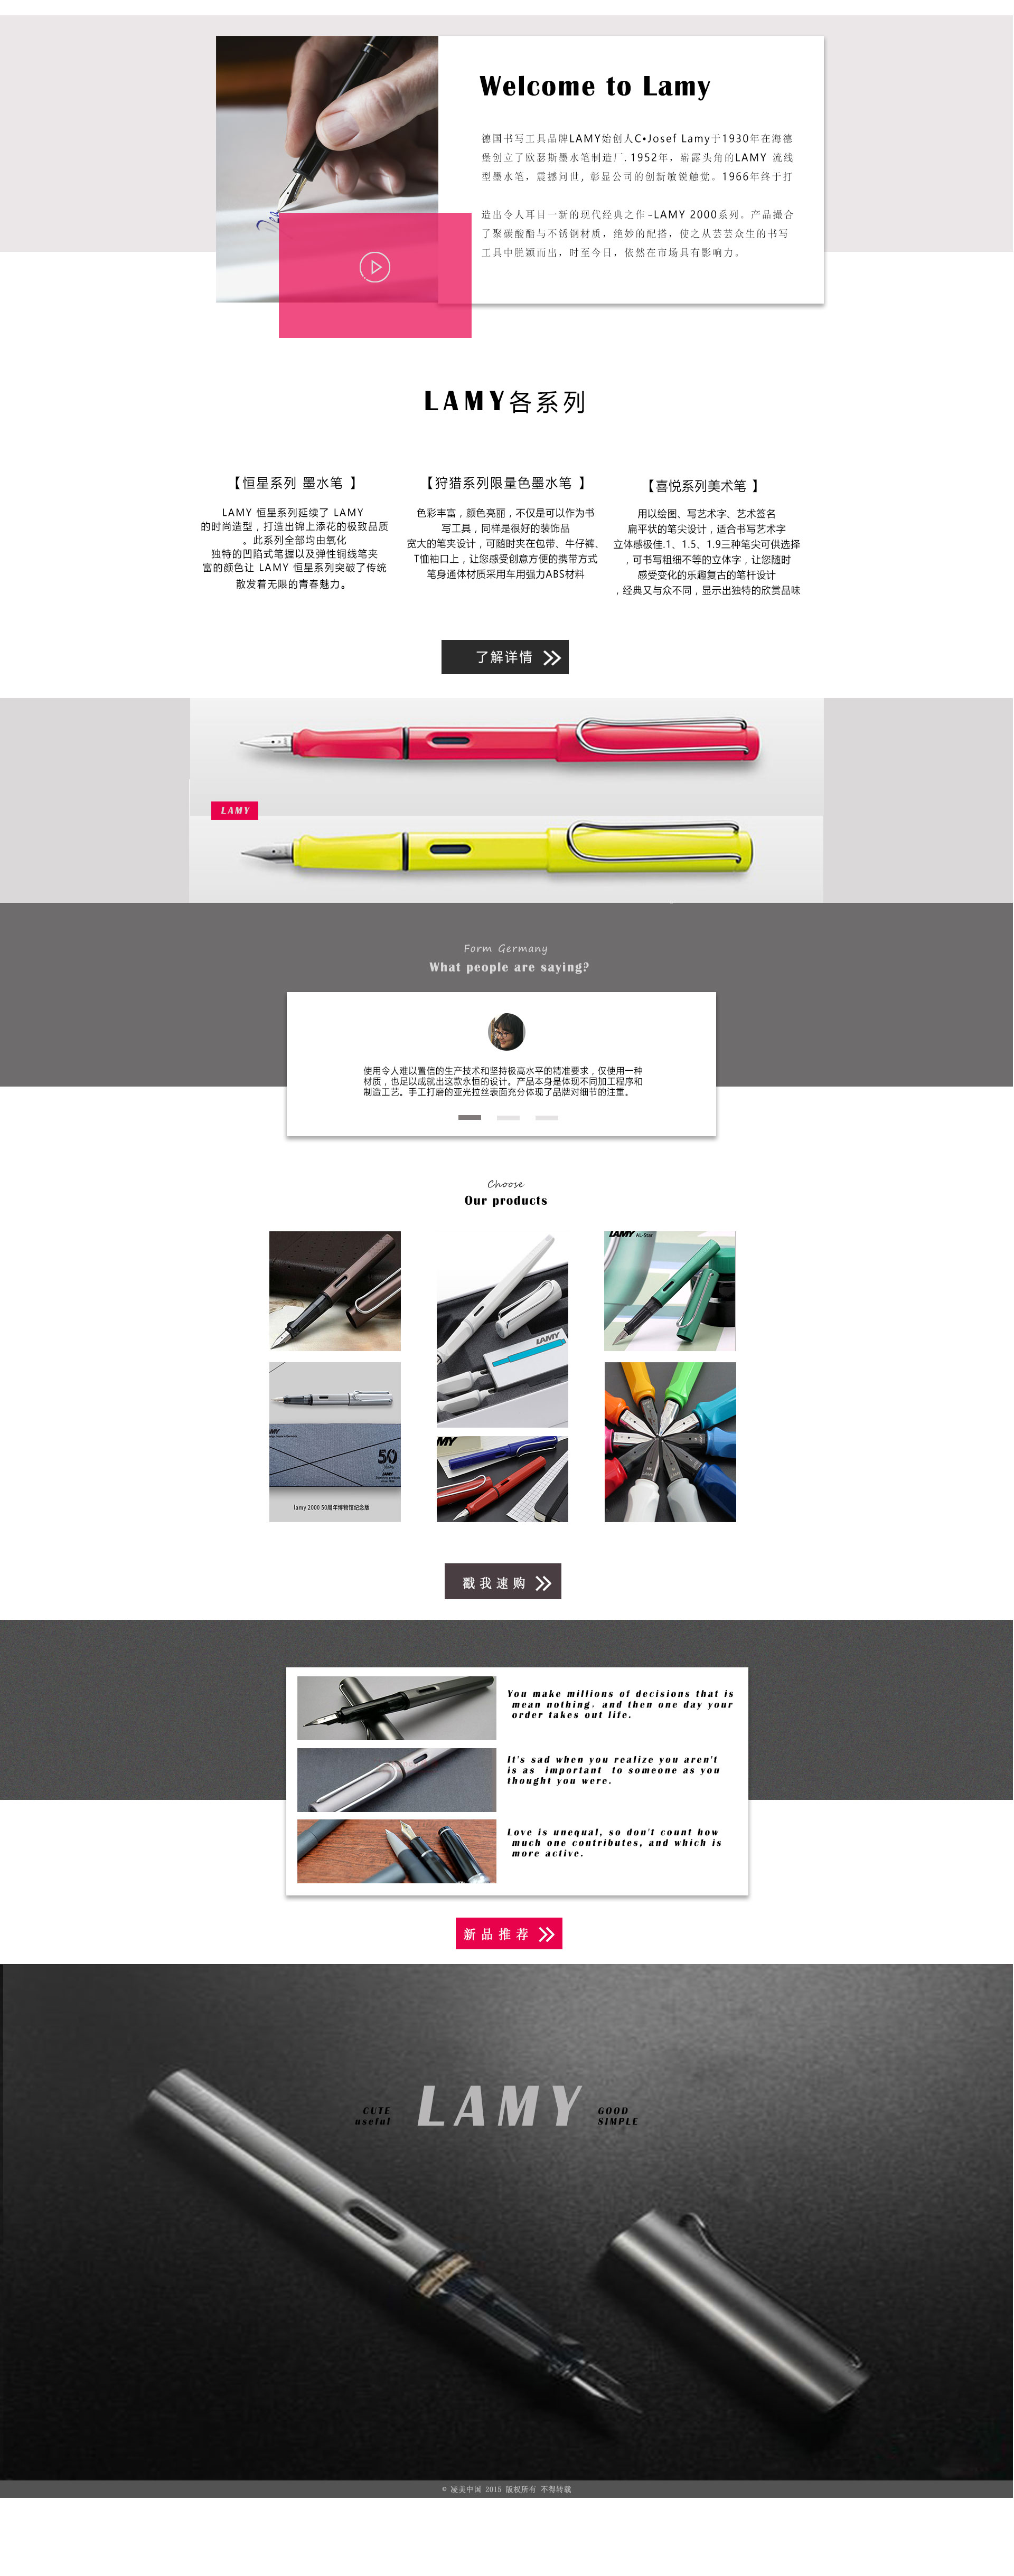 Welcome to Lamy
德国书写工具品牌LAMY始创人C•Josef Lamy于1930年在海德
堡创立了欧瑟斯墨水笔制造厂. 1952年，崭露头角的LAMY 流线
型墨水笔，震撼问世, 彰显公司的创新敏锐触觉。1966年终于打
造出令人耳目一新的现代经典之作 –LAMY 2000系列。产品撮合
了聚碳酸酯与不锈钢材质，绝妙的配搭，使之从芸芸众生的书写
工具中脱颖而出，时至今日，依然在市场具有影响力。
LAMY各系列
【恒星系列 墨水笔 】
LAMY 恒星系列延续了 LAMY
的时尚造型，打造出锦上添花的极致品质
。此系列全部均由氧化
独特的凹陷式笔握以及弹性铜线笔夹
富的颜色让 LAMY 恒星系列突破了传统
散发着无限的青春魅力。
【狩猎系列限量色墨水笔 】
色彩丰富，颜色亮丽，不仅是可以作为书
写工具，同样是很好的装饰品
宽大的笔夹设计，可随时夹在包带、牛仔裤、
T恤袖口上，让您感受创意方便的携带方式
笔身通体材质采用车用强力ABS材料
【喜悦系列美术笔 】
用以绘图、写艺术字、艺术签名
扁平状的笔尖设计，适合书写艺术字
立体感极佳.1、1.5、1.9三种笔尖可供选择
，可书写粗细不等的立体字，让您随时
感受变化的乐趣复古的笔杆设计
，经典又与众不同，显示出独特的欣赏品味
了解详情
LAMY
Form Germany
What people are saying?
使用令人难以置信的生产技术和坚持极高水平的精准要求，仅使用一种
材质，也足以成就出这款永恒的设计。产品本身是体现不同加工程序和
制造工艺。手工打磨的亚光拉丝表面充分体现了品牌对细节的注重。
Choose
Our products
LAMY AL-Star
LAMY
MY
50
LAMY
lamy 2000 50周年博物馆纪念版
MY
戳我速购
You make millions of decisions that is
mean nothing, and then one day your
order takes out life.
It's sad when you realize you aren't
is as important to someone as you
thought you were.
Love is unequal, so don't count how
much one contributes, and which is
more active.
新品推荐
LAMY
CUTE
useful
GOOD
SIMPLE
© 凌美中国 2015 版权所有 不得转载